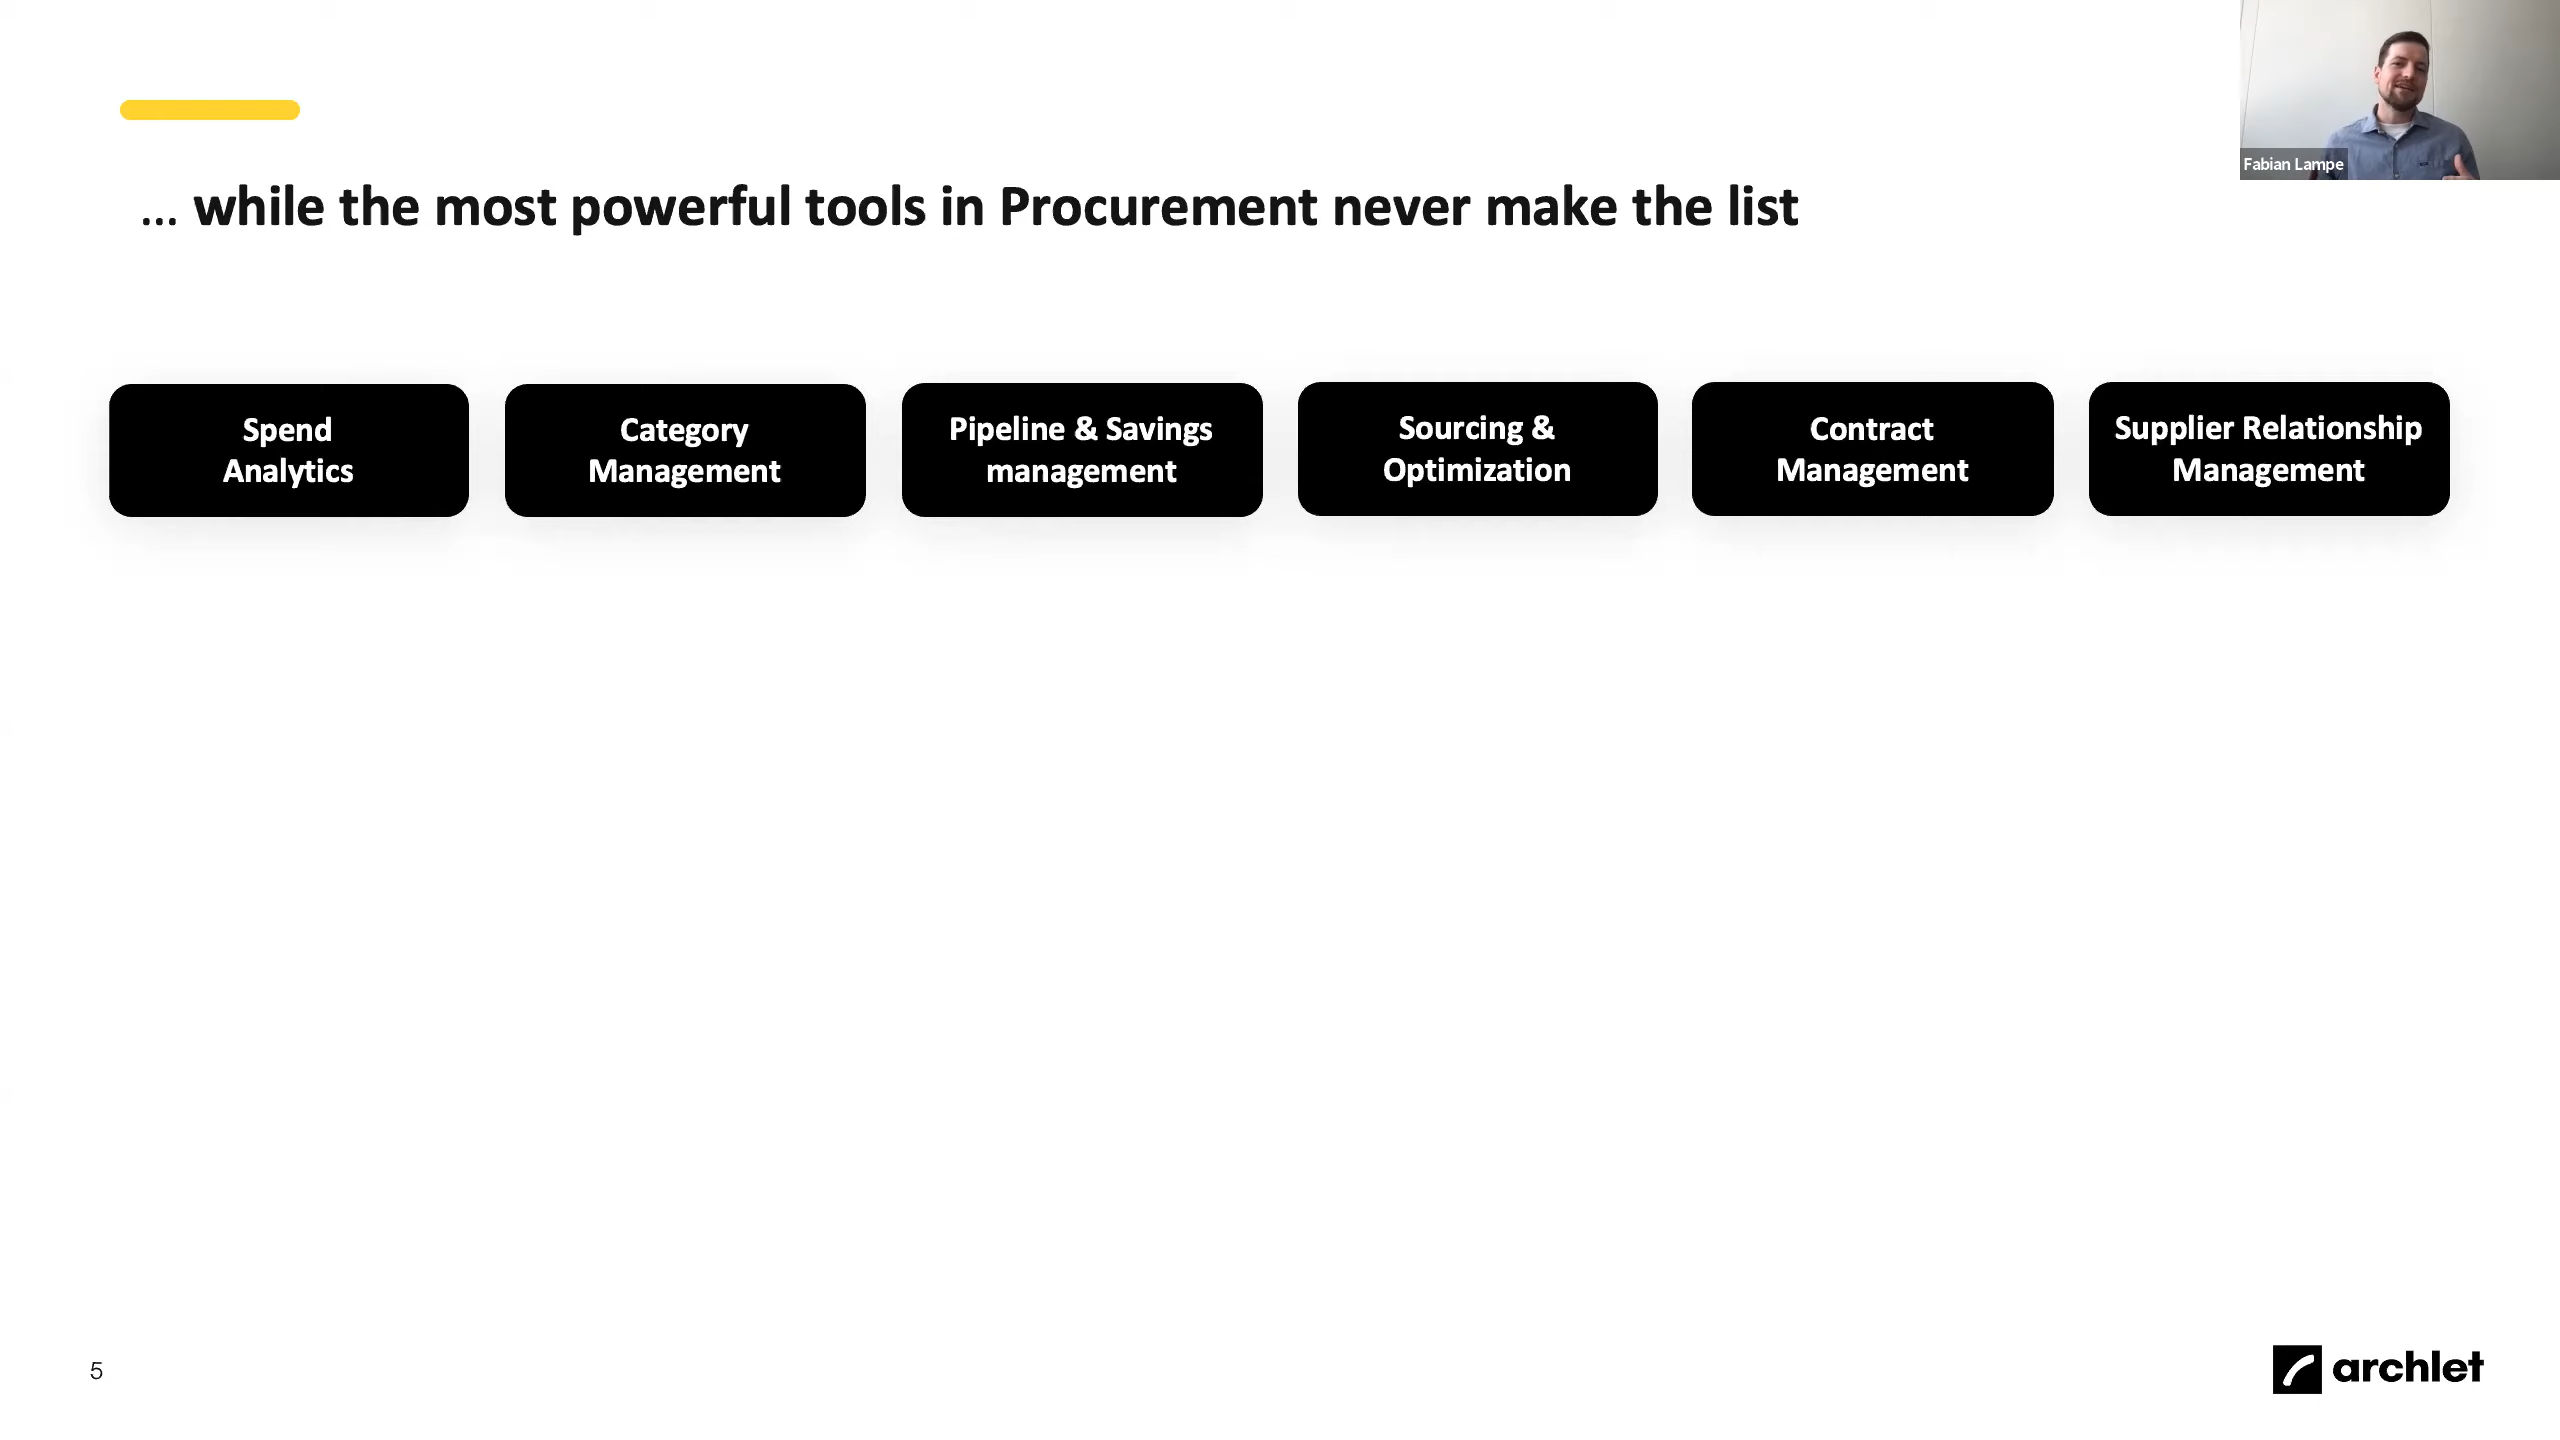 Fabian Lampe
... while the most powerful tools in Procurement never make the list
Spend
Analytics
Category
Management
Pipeline & Savings
management
Sourcing &
Optimization
Contract
Management
Supplier Relationship
Management
5
archlet